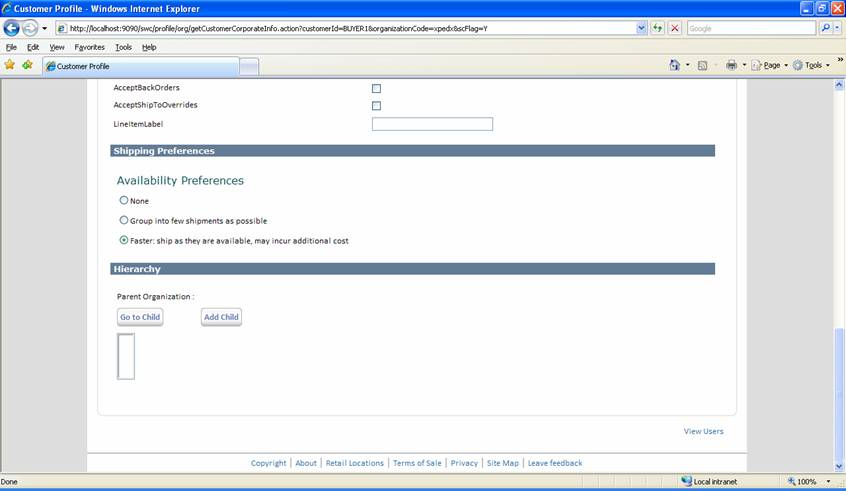 Customer Profile - Windows Internet Explorer
http://localhost:9090/swc/profile/org/getCustomerCorporateInfo.action?customerId=BUYER1&organizationCode=xpedx&scFlag=Y
Google
File Edit View Favorites Tools Help
Customer Profile
Page Tools
AcceptBackOrders
AcceptShipToOverrides
LineItemLabel
Shipping Preferences
Availability Preferences
None
Group into few shipments as possible
Faster: ship as they are available, may incur additional cost
Hierarchy
Parent Organization :
Go to Child Add Child
View Users
Copyright | About | Retail Locations | Terms of Sale | Privacy | Site Map | Leave feedback
Done Local intranet 100%